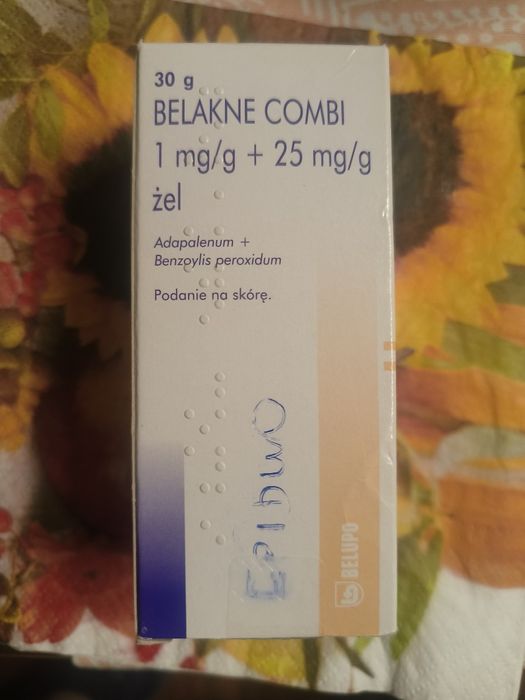 30 g
BELAKNE COMBI
1 mg/g + 25 mg/g
żel
Adapalenum +
Benzoylis peroxidum
Podanie na skórę.
EPIDUO
BELUPO